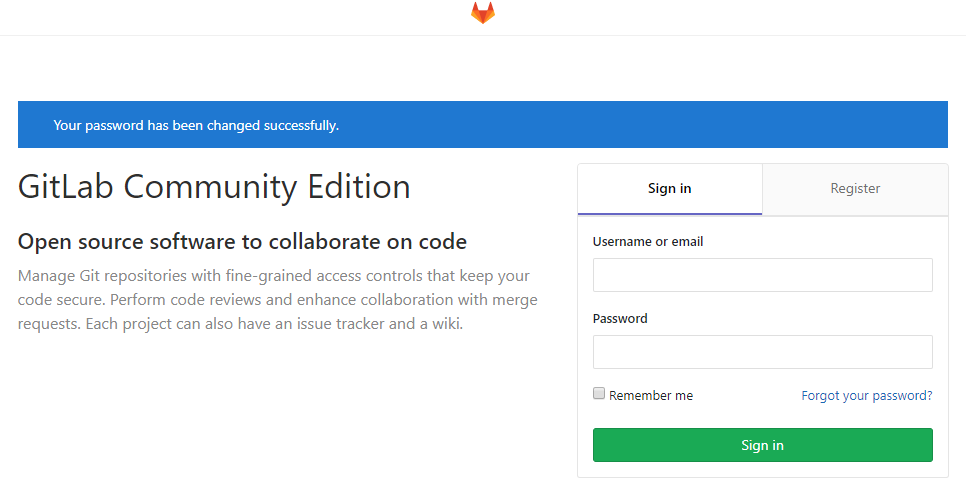 Your password has been changed successfully.
GitLab Community Edition
Open source software to collaborate on code
Manage Git repositories with fine-grained access controls that keep your
code secure. Perform code reviews and enhance collaboration with merge
requests. Each project can also have an issue tracker and a wiki.
Sign in
Register
Username or email
Password
Remember me
Forgot your password?
Sign in